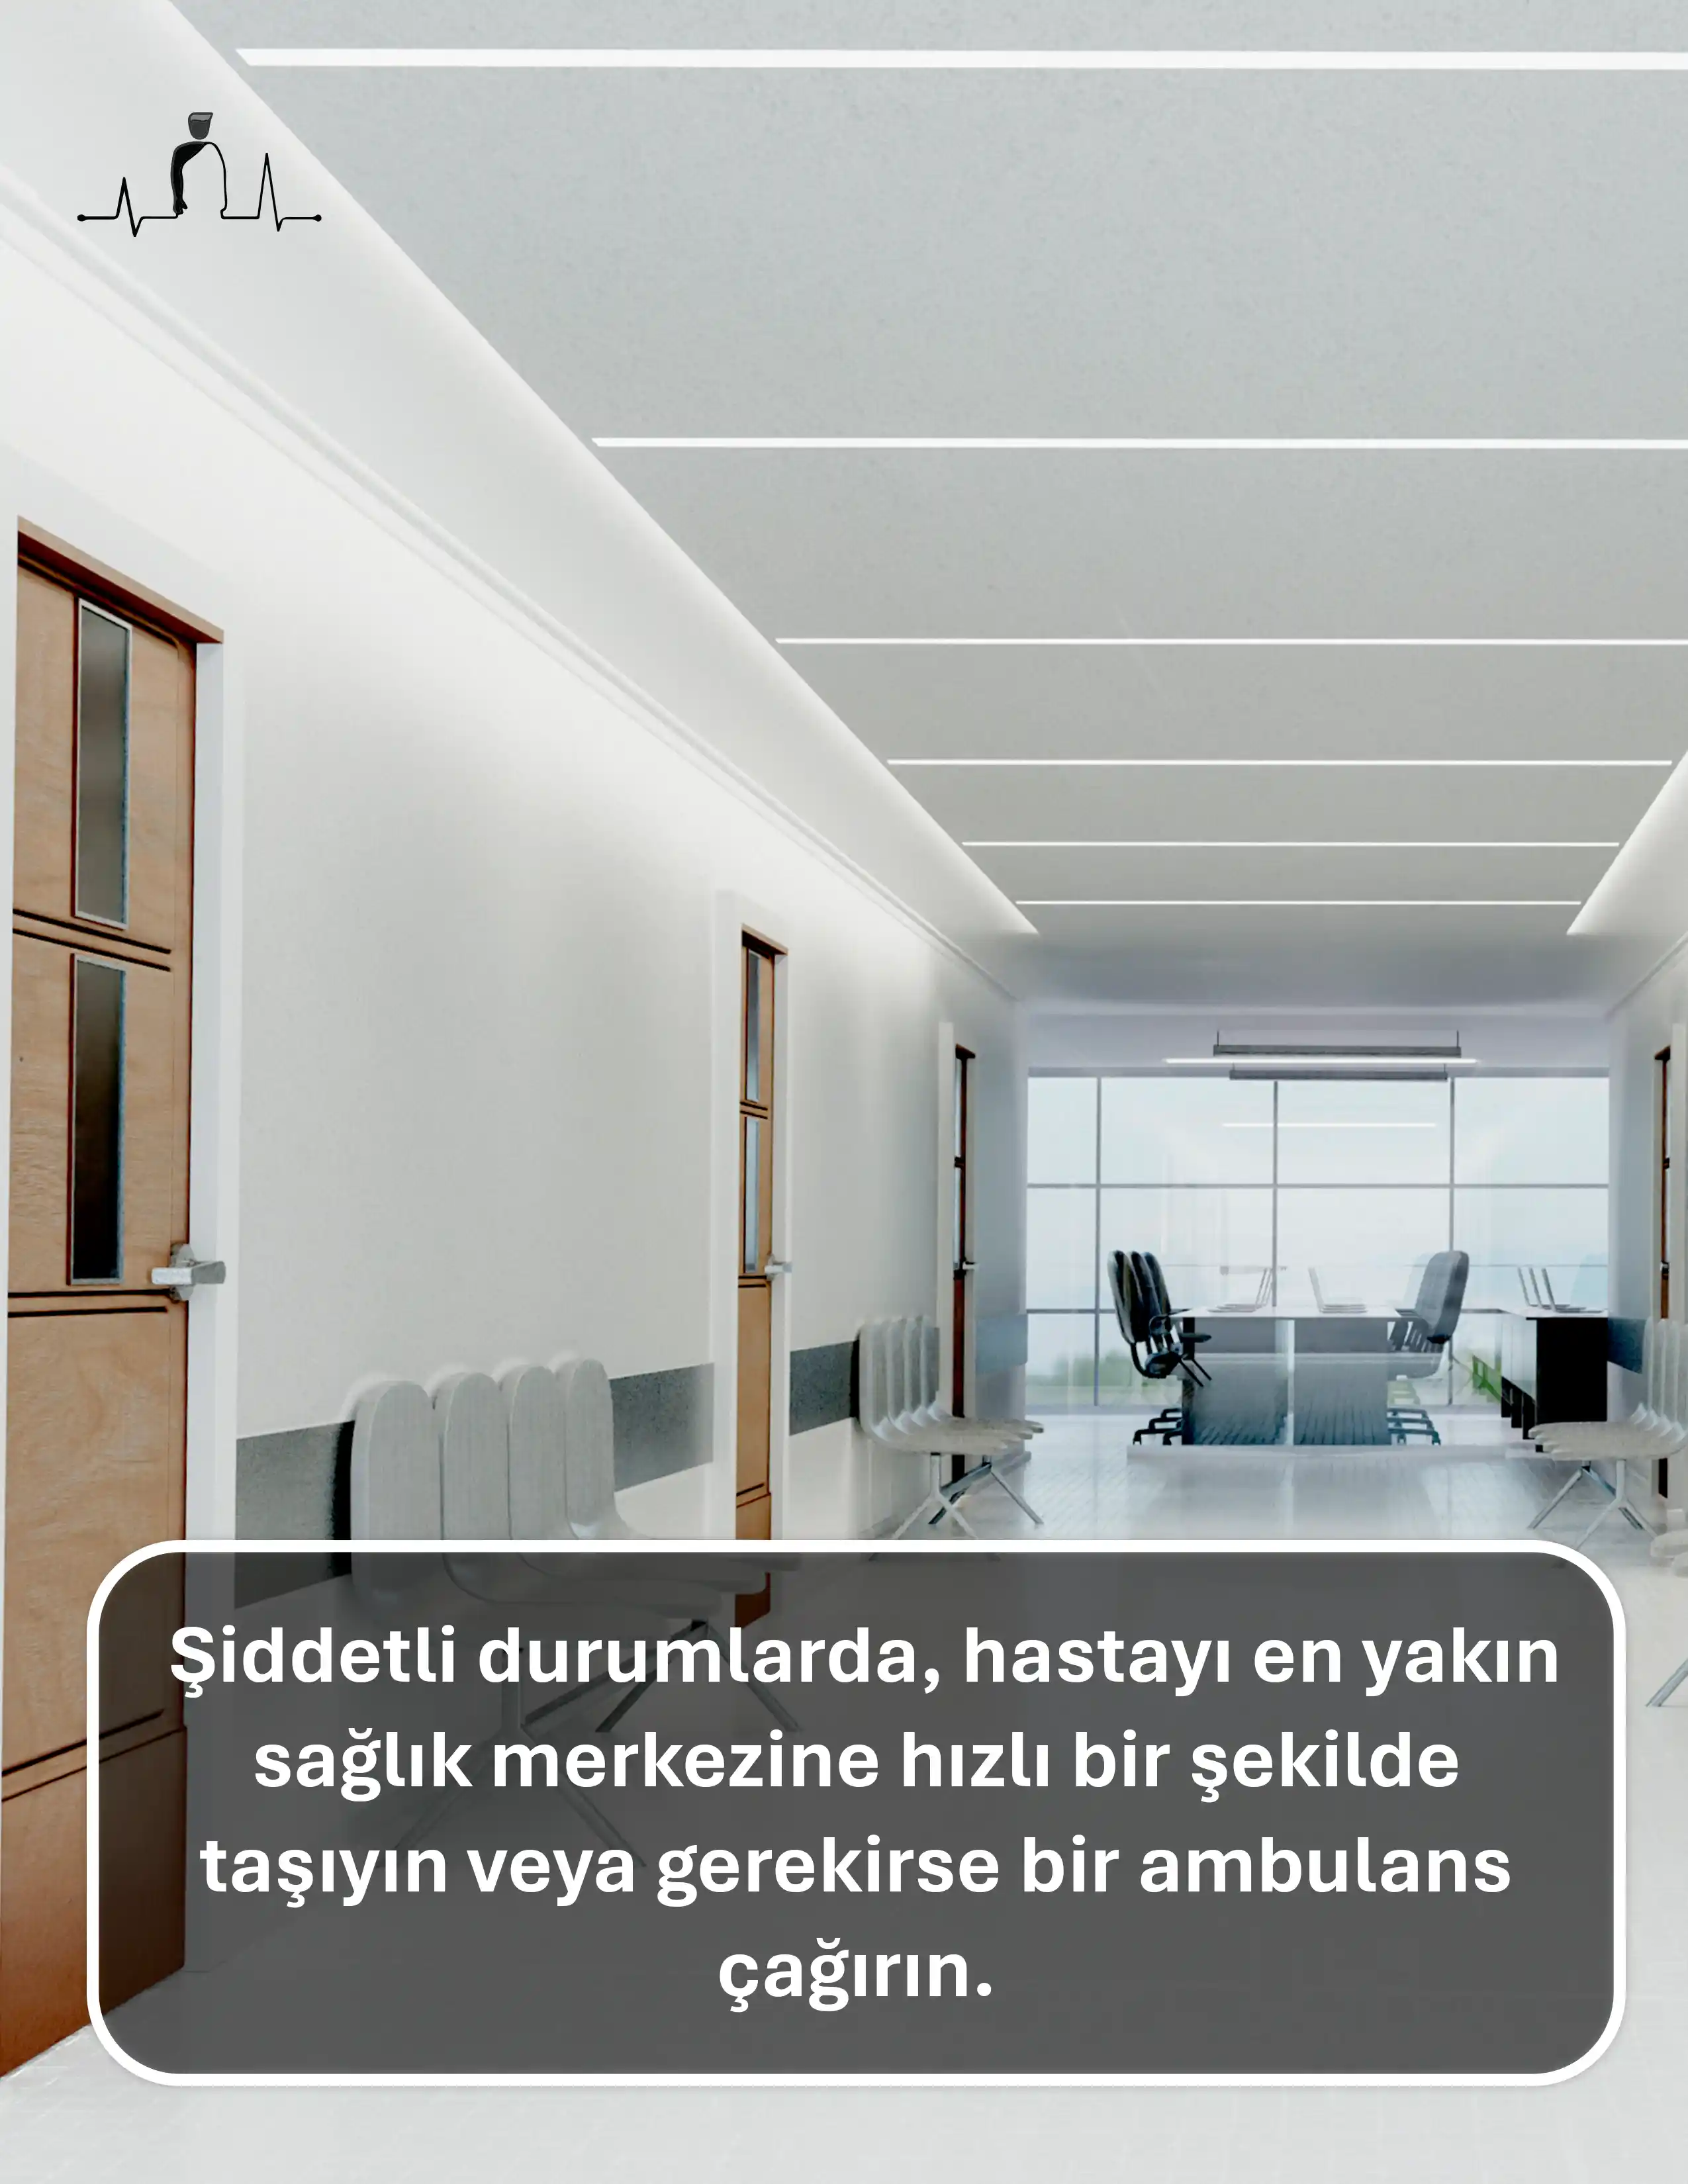 Şiddetli durumlarda, hastayı en yakın
sağlık merkezine hızlı bir şekilde
taşıyın veya gerekirse bir ambulans
çağırın.